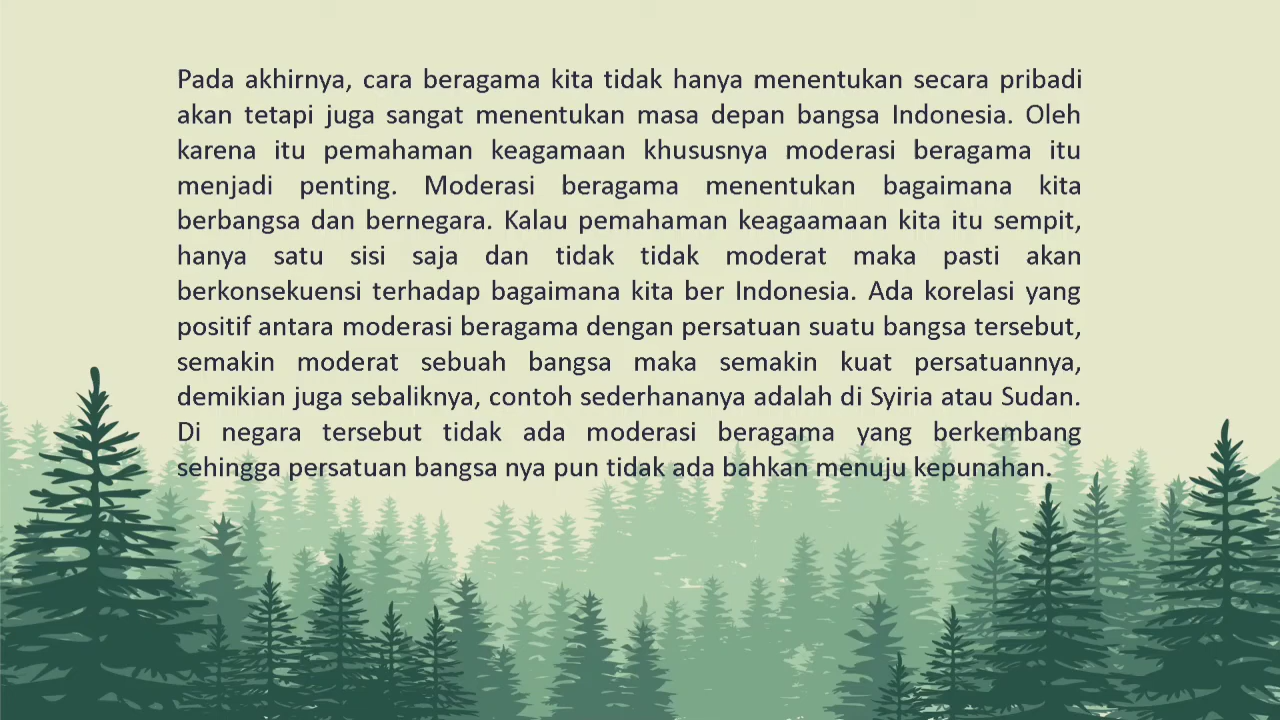 Pada akhirnya, cara beragama kita tidak hanya menentukan secara pribadi
akan tetapi juga sangat menentukan masa depan bangsa Indonesia. Oleh
karena itu pemahaman keagamaan khususnya moderasi beragama itu
menjadi penting. Moderasi beragama menentukan bagaimana kita
berbangsa dan bernegara. Kalau pemahaman keagaamaan kita itu sempit,
hanya satu sisi saja dan tidak tidak moderat maka pasti akan
berkonsekuensi terhadap bagaimana kita ber Indonesia. Ada korelasi yang
positif antara moderasi beragama dengan persatuan suatu bangsa tersebut,
semakin moderat sebuah bangsa maka semakin kuat persatuannya,
demikian juga sebaliknya, contoh sederhananya adalah di Syiria atau Sudan.
Di negara tersebut tidak ada moderasi beragama yang berkembang
sehingga persatuan bangsa nya pun tidak ada bahkan menuju kepunahan.